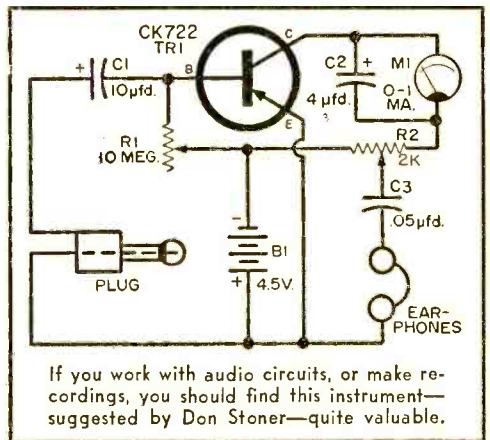 CK722
TR1
B
C
E
+ C1
10µfd.
C2 +
4µfd.
M1
0-1
MA.
R1
10 MEG.
R2
2K
C3
.05µfd.
-
B1
+ 4.5V.
PLUG
EAR-
PHONES
If you work with audio circuits, or make re-
cordings, you should find this instrument—
suggested by Don Stoner—quite valuable.